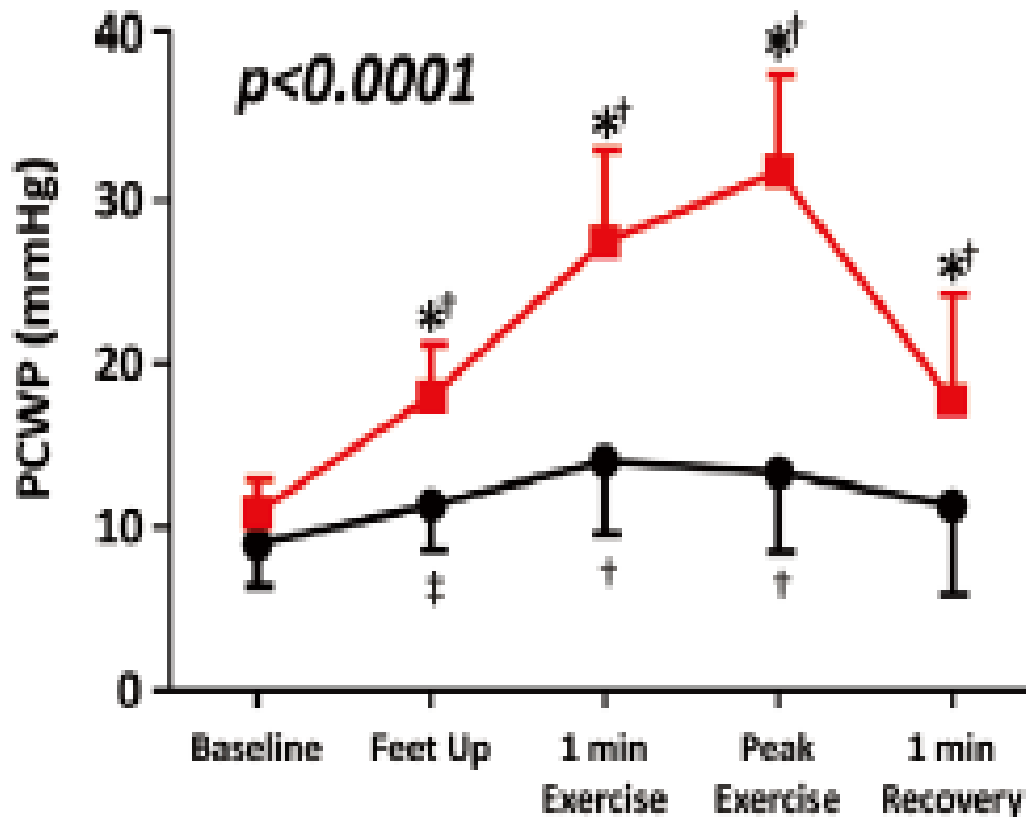 40
p<0.0001
*†
*†
30
*†
*†
20
10
‡
†
†
0
PCWP (mmHg)
Baseline
Feet Up
1 min
Exercise
Peak
Exercise
1 min
Recovery